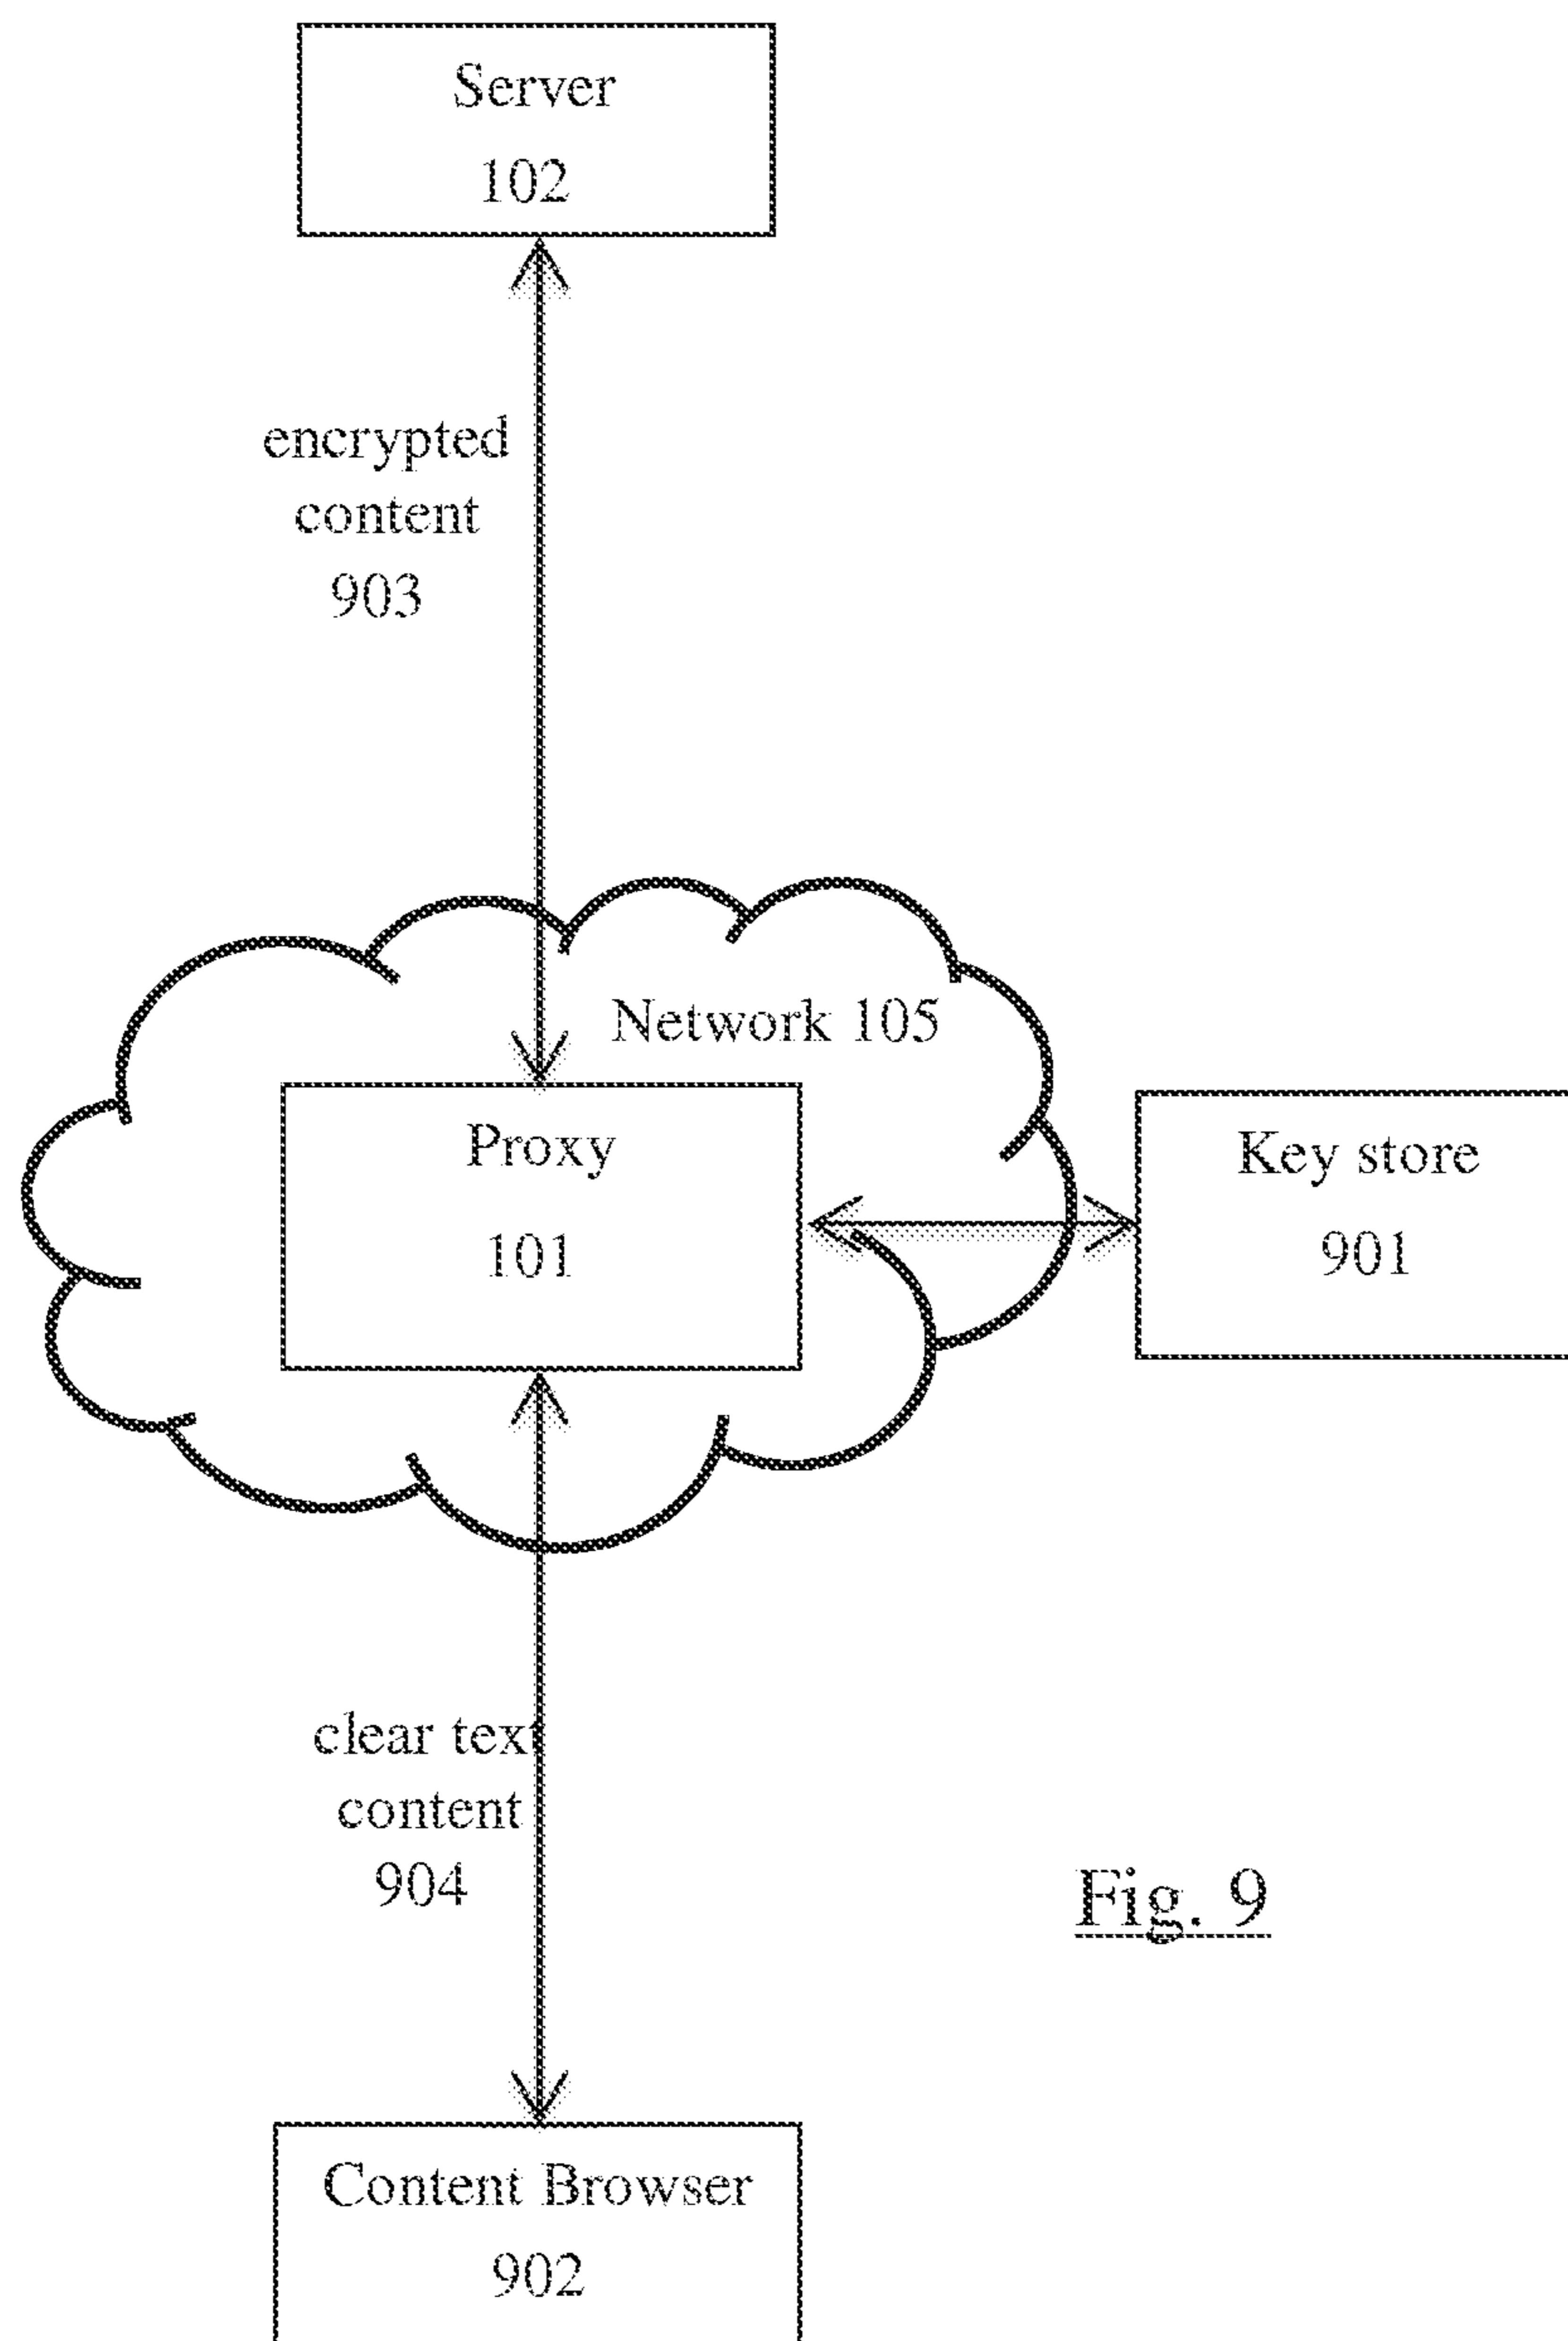 Server
102
encrypted
content
903
Network 105
Proxy
101
Key store
901
clear text
content
904
Fig. 9
Content Browser
902